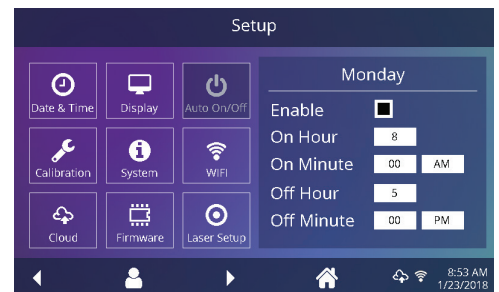 Setup
Date & Time
Display
Auto On/Off
Calibration
System
WIFI
Cloud
Firmware
Laser Setup
Monday
Enable
On Hour 8
On Minute 00 AM
Off Hour 5
Off Minute 00 PM
8:53 AM
1/23/2018